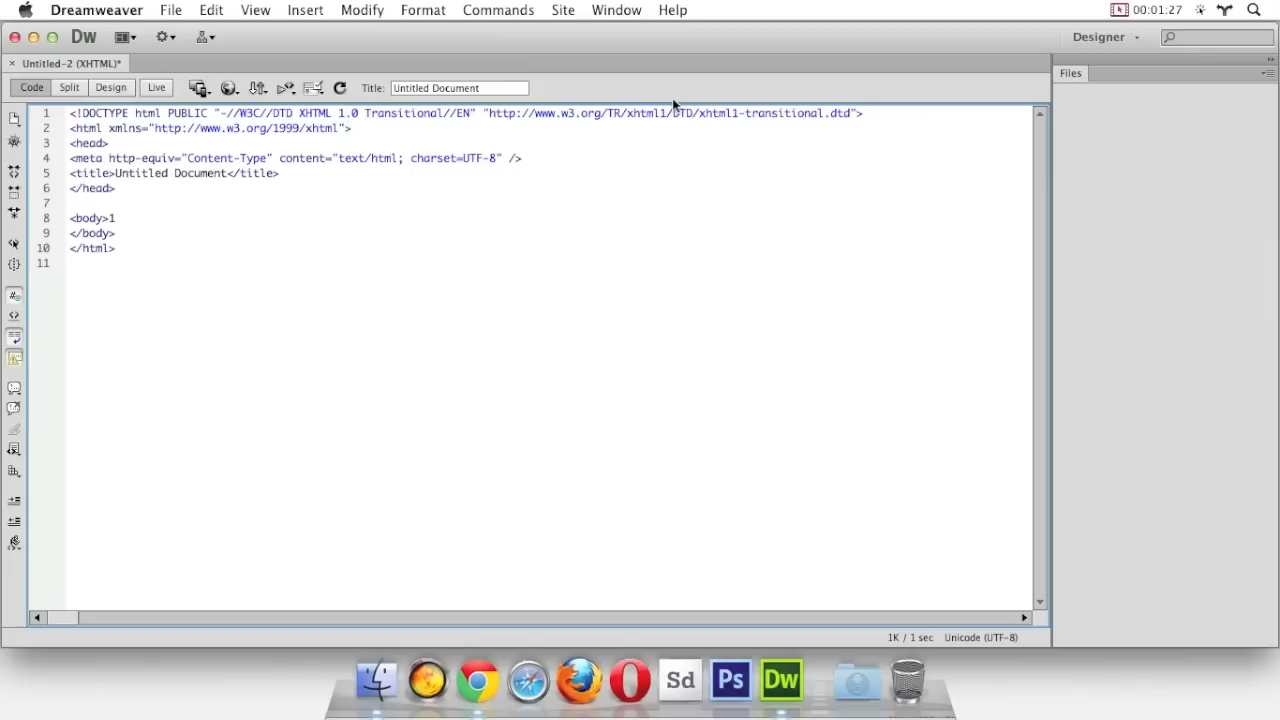 Dreamweaver File Edit View Insert Modify Format Commands Site Window Help 00:01:27
Dw Designer
Untitled-2 (XHTML)* Files
Code Split Design Live Title: Untitled Document
1 <!DOCTYPE html PUBLIC "-//W3C//DTD XHTML 1.0 Transitional//EN" "http://www.w3.org/TR/xhtml1/DTD/xhtml1-transitional.dtd">
2 <html xmlns="http://www.w3.org/1999/xhtml">
3 <head>
4 <meta http-equiv="Content-Type" content="text/html; charset=UTF-8" />
5 <title>Untitled Document</title>
6 </head>
7
8 <body>1
9 </body>
10 </html>
11
1K / 1 sec Unicode (UTF-8)
Sd Ps Dw